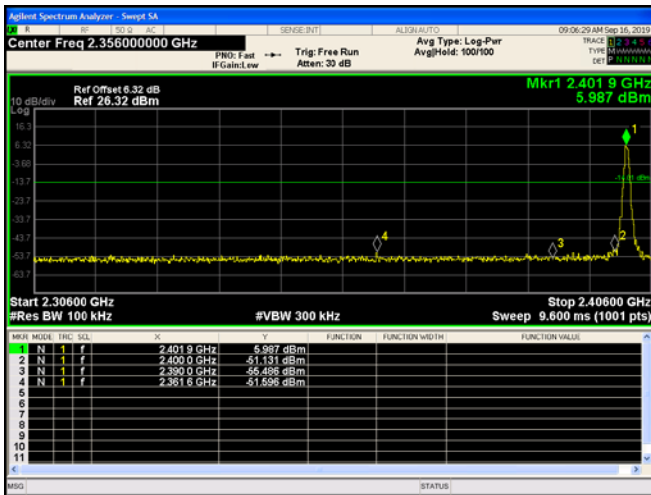 Agilent Spectrum Analyzer - Swept SA
R RF 50 Ω AC SENSE:INT ALIGN AUTO 09:06:29 AM Sep 16, 2019
Center Freq 2.356000000 GHz PNO: Fast Trig: Free Run Avg Type: Log-Pwr TRACE 1 2 3 4 5
IFGain:Low Atten: 30 dB Avg|Hold: 100/100 TYPE M
DET P N N N N
Mkr1 2.401 9 GHz
5.987 dBm
Ref Offset 6.32 dB
10 dB/div Ref 26.32 dBm
Log
16.3
6.32
-3.68
-13.7
-23.7
-33.7
-43.7
-53.7
-63.7
1
4
3
2
Start 2.30600 GHz Stop 2.40600 GHz
#Res BW 100 kHz #VBW 300 kHz Sweep 9.600 ms (1001 pts)
MKR MODE TRC SCL X Y FUNCTION FUNCTION WIDTH FUNCTION VALUE
1 N 1 f 2.401 9 GHz 5.987 dBm
2 N 1 f 2.400 0 GHz -51.131 dBm
3 N 1 f 2.390 0 GHz -55.486 dBm
4 N 1 f 2.361 6 GHz -51.596 dBm
5
6
7
8
9
10
11
MSG STATUS